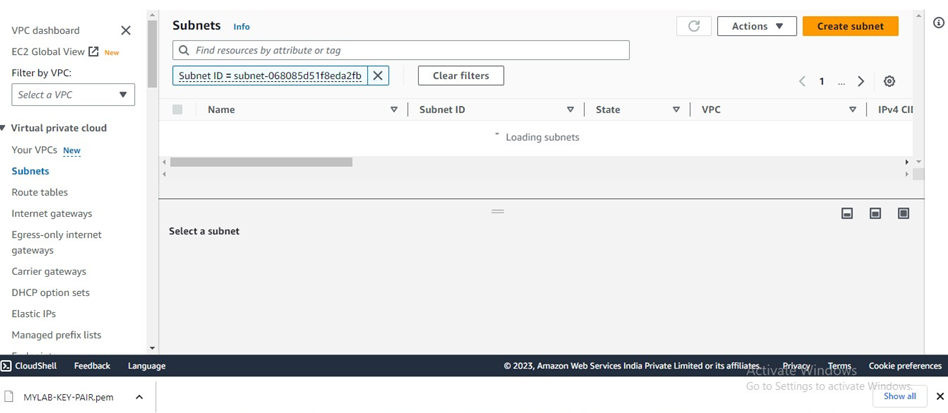 VPC dashboard
EC2 Global View New
Filter by VPC:
Select a VPC
Virtual private cloud
Your VPCs New
Subnets
Route tables
Internet gateways
Egress-only internet
gateways
Carrier gateways
DHCP option sets
Elastic IPs
Managed prefix lists
Subnets Info
Actions
Create subnet
Find resources by attribute or tag
Subnet ID = subnet-068085d51f8eda2fb
Clear filters
1 ...
Name Subnet ID State VPC IPv4 CI
Loading subnets
Select a subnet
CloudShell Feedback Language © 2023, Amazon Web Services India Private Limited or its affiliates. Privacy Terms Cookie preferences
Activate Windows
Go to Settings to activate Windows.
MYLAB-KEY-PAIR.pem
Show all